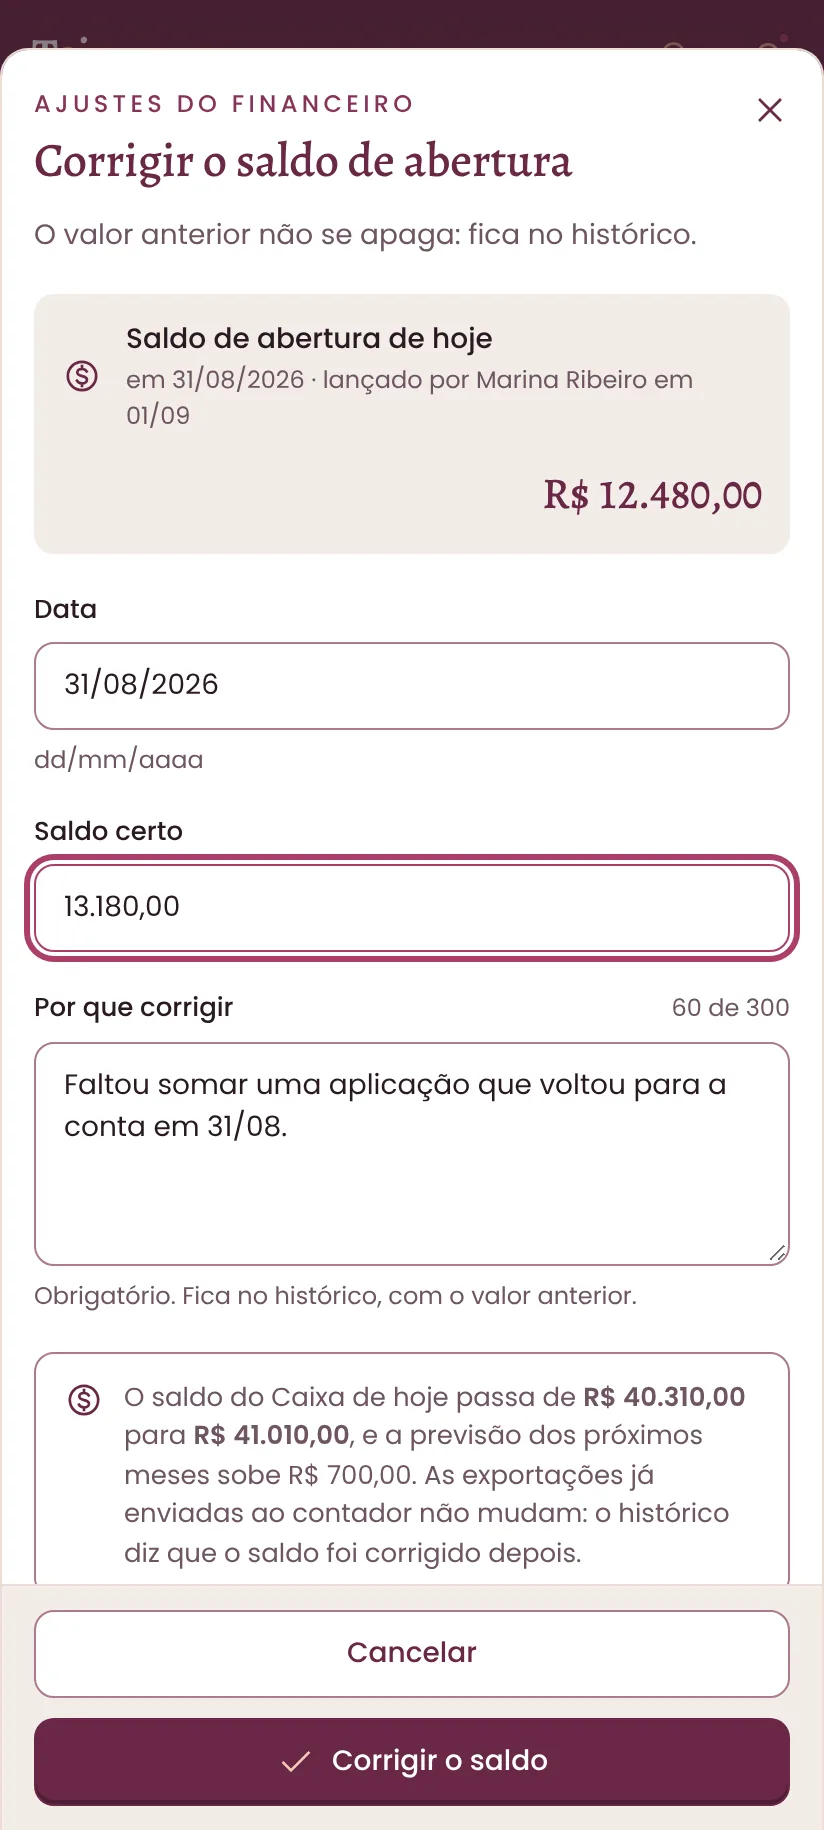 AJUSTES DO FINANCEIRO
Corrigir o saldo de abertura
O valor anterior não se apaga: fica no histórico.
Saldo de abertura de hoje
em 31/08/2026 · lançado por Marina Ribeiro em
01/09
R$ 12.480,00
Data
31/08/2026
dd/mm/aaaa
Saldo certo
13.180,00
Por que corrigir
60 de 300
Faltou somar uma aplicação que voltou para a
conta em 31/08.
Obrigatório. Fica no histórico, com o valor anterior.
O saldo do Caixa de hoje passa de R$ 40.310,00
para R$ 41.010,00, e a previsão dos próximos
meses sobe R$ 700,00. As exportações já
enviadas ao contador não mudam: o histórico
diz que o saldo foi corrigido depois.
Cancelar
Corrigir o saldo